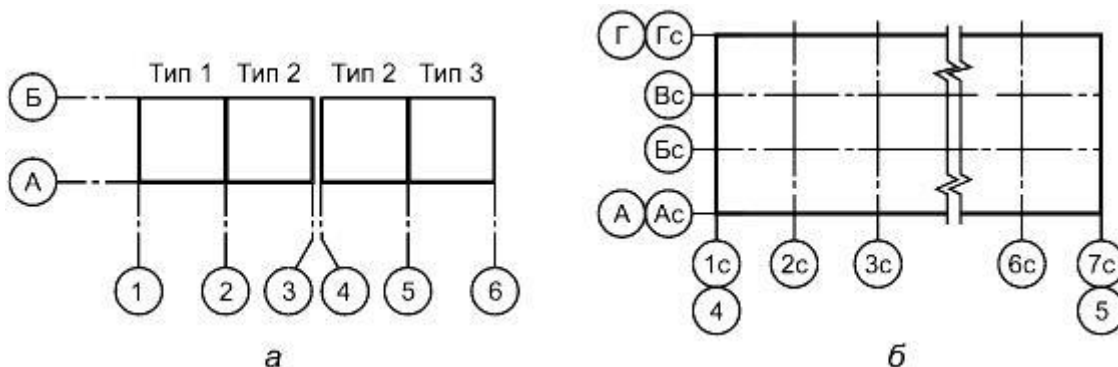 Тип 1 Тип 2 Тип 2 Тип 3
Б
А
1 2 3 4 5 6
а
Г Гс
Вс
Бс
А Ас
1с 2с 3с 6с 7с
4 5
б